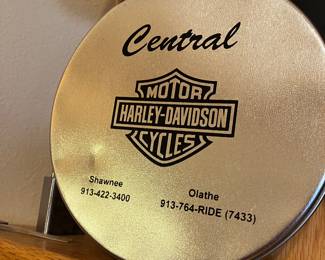 Central
MOTOR
HARLEY-DAVIDSON
CYCLES
Shawnee
913-422-3400
Olathe
913-764-RIDE (7433)